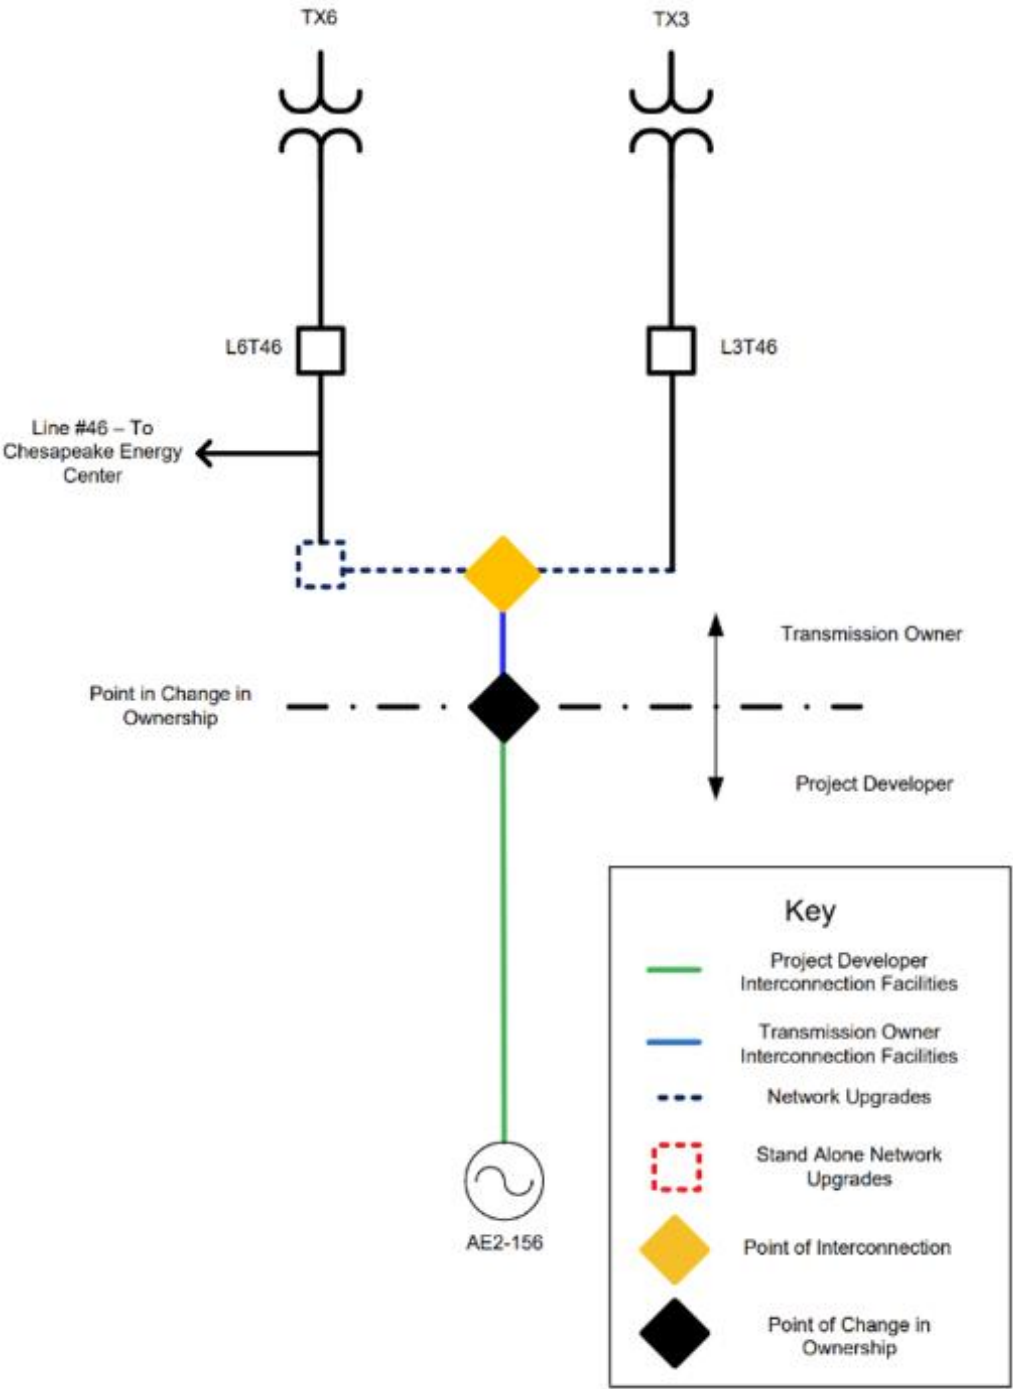 TX6
TX3
L6T46
L3T46
Line #46 – To
Chesapeake Energy
Center
Transmission Owner
Point in Change in
Ownership
Project Developer
Key
Project Developer
Interconnection Facilities
Transmission Owner
Interconnection Facilities
Network Upgrades
Stand Alone Network
Upgrades
Point of Interconnection
Point of Change in
Ownership
AE2-156